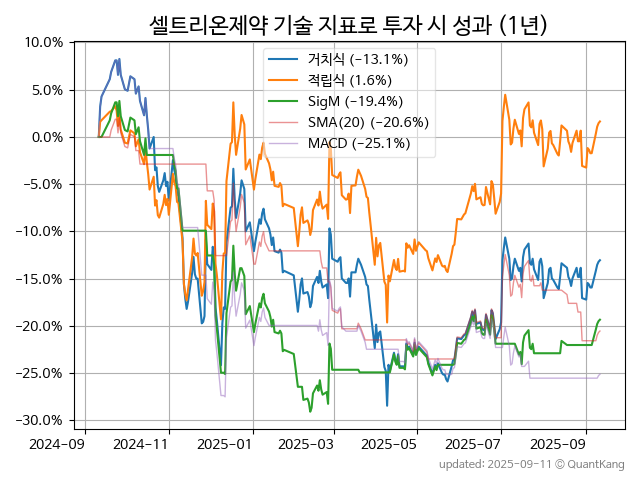 셀트리온제약 기술 지표로 투자 시 성과 (1년)
10.0%
5.0%
0.0%
−5.0%
−10.0%
−15.0%
−20.0%
−25.0%
−30.0%
거치식 (−13.1%)
적립식 (1.6%)
SigM (−19.4%)
SMA(20) (−20.6%)
MACD (−25.1%)
2024-09 2024-11 2025-01 2025-03 2025-05 2025-07 2025-09
updated: 2025-09-11 © QuantKang